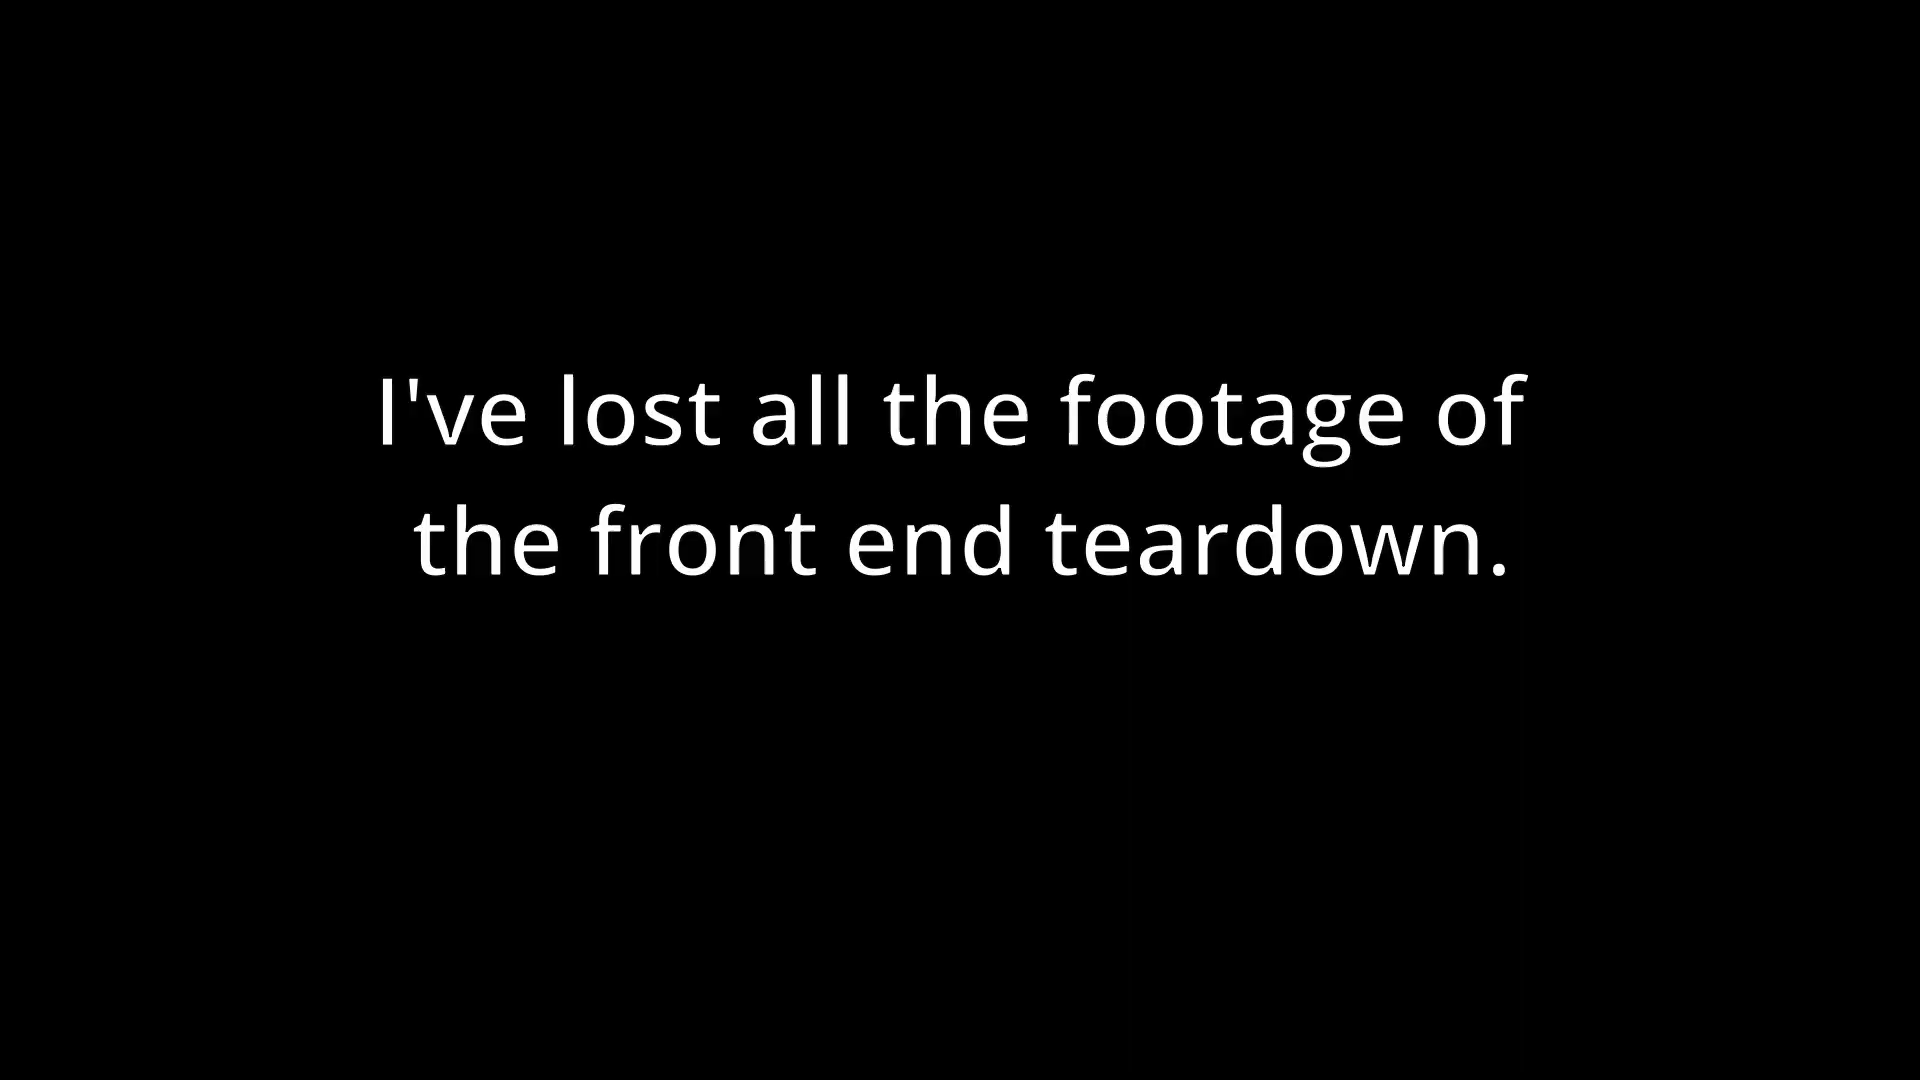 I've lost all the footage of
the front end teardown.